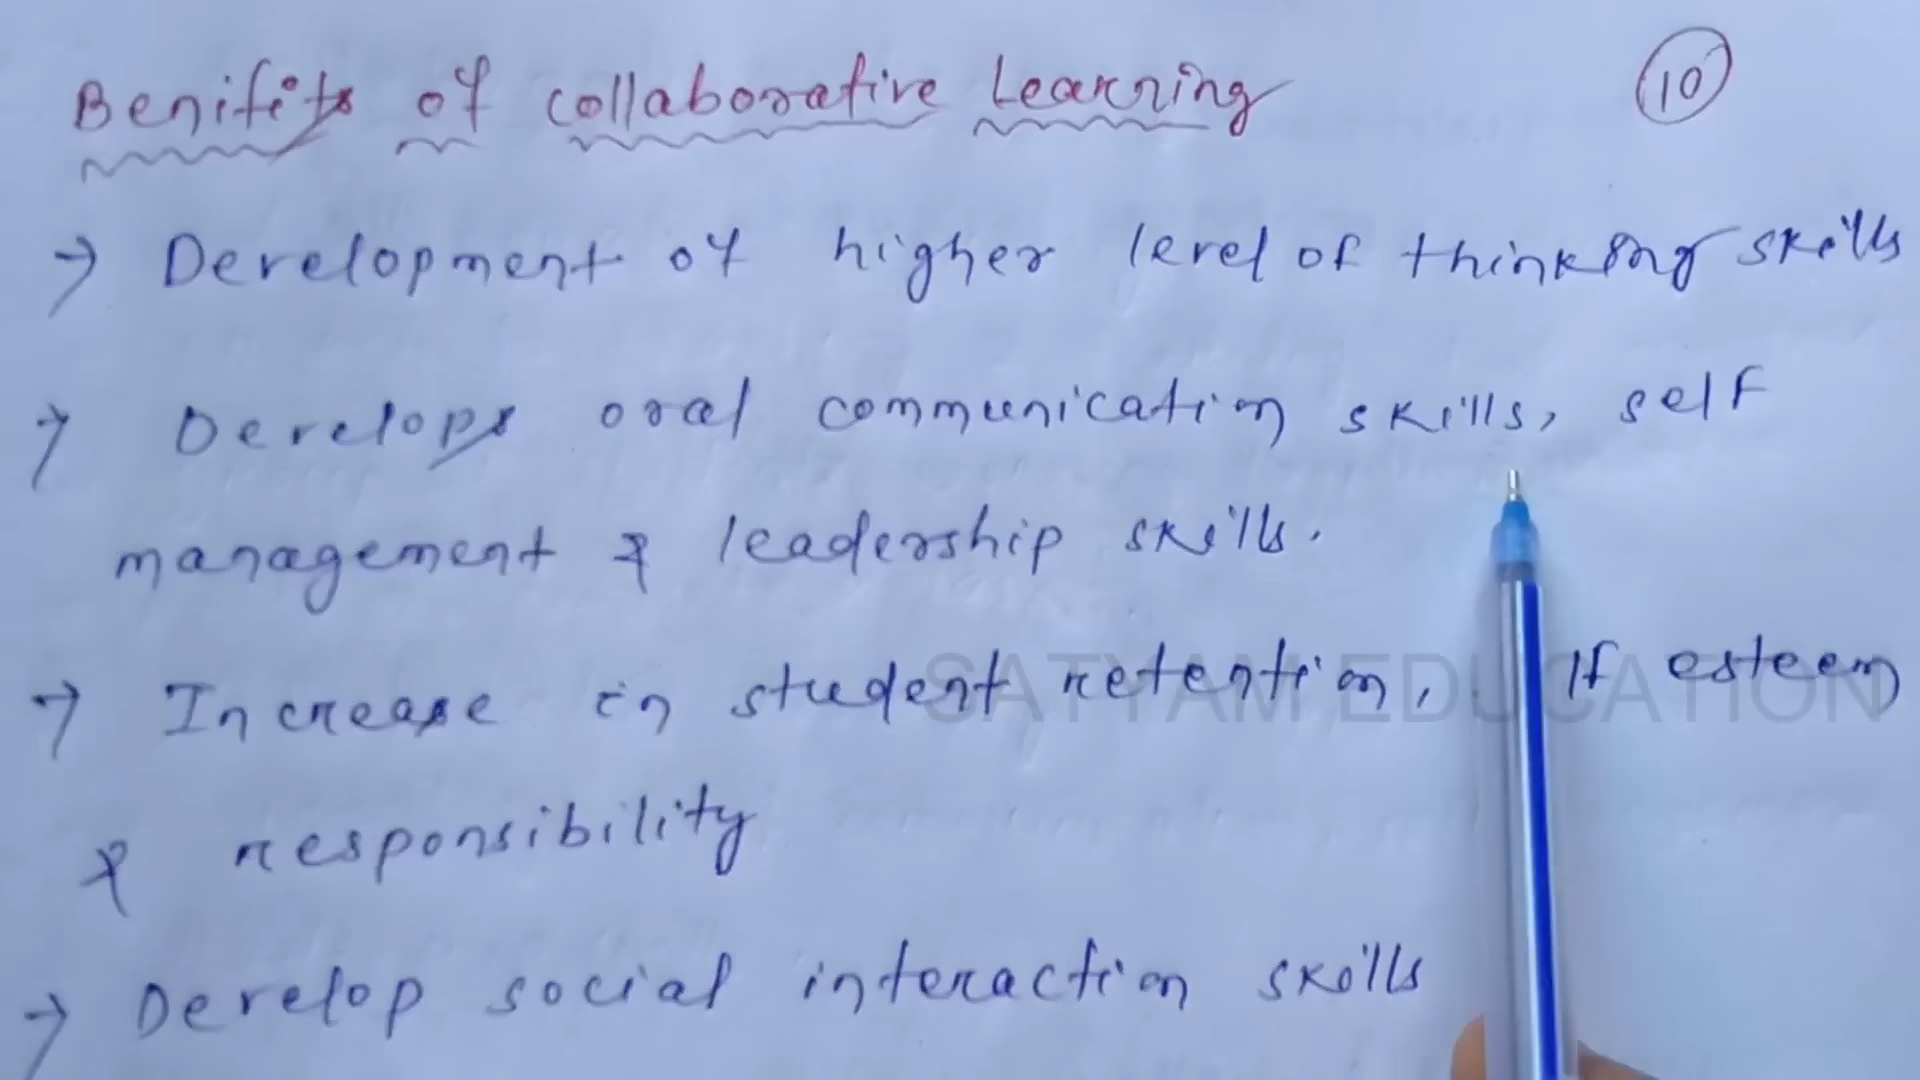 Benifits of collaborative Learning
10
→ Development of higher level of thinking skills
→ Develops oral communication skills, self
management & leadership skills.
→ Increase in student retention, lf esteem
& responsibility
→ Develop social interaction skills
SATYAM EDUCATION